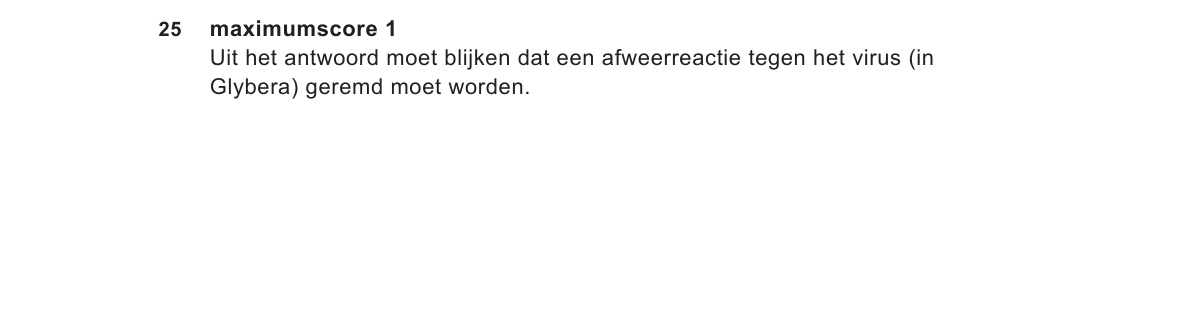 25 maximumscore 1
Uit het antwoord moet blijken dat een afweerreactie tegen het virus (in
Glybera) geremd moet worden.